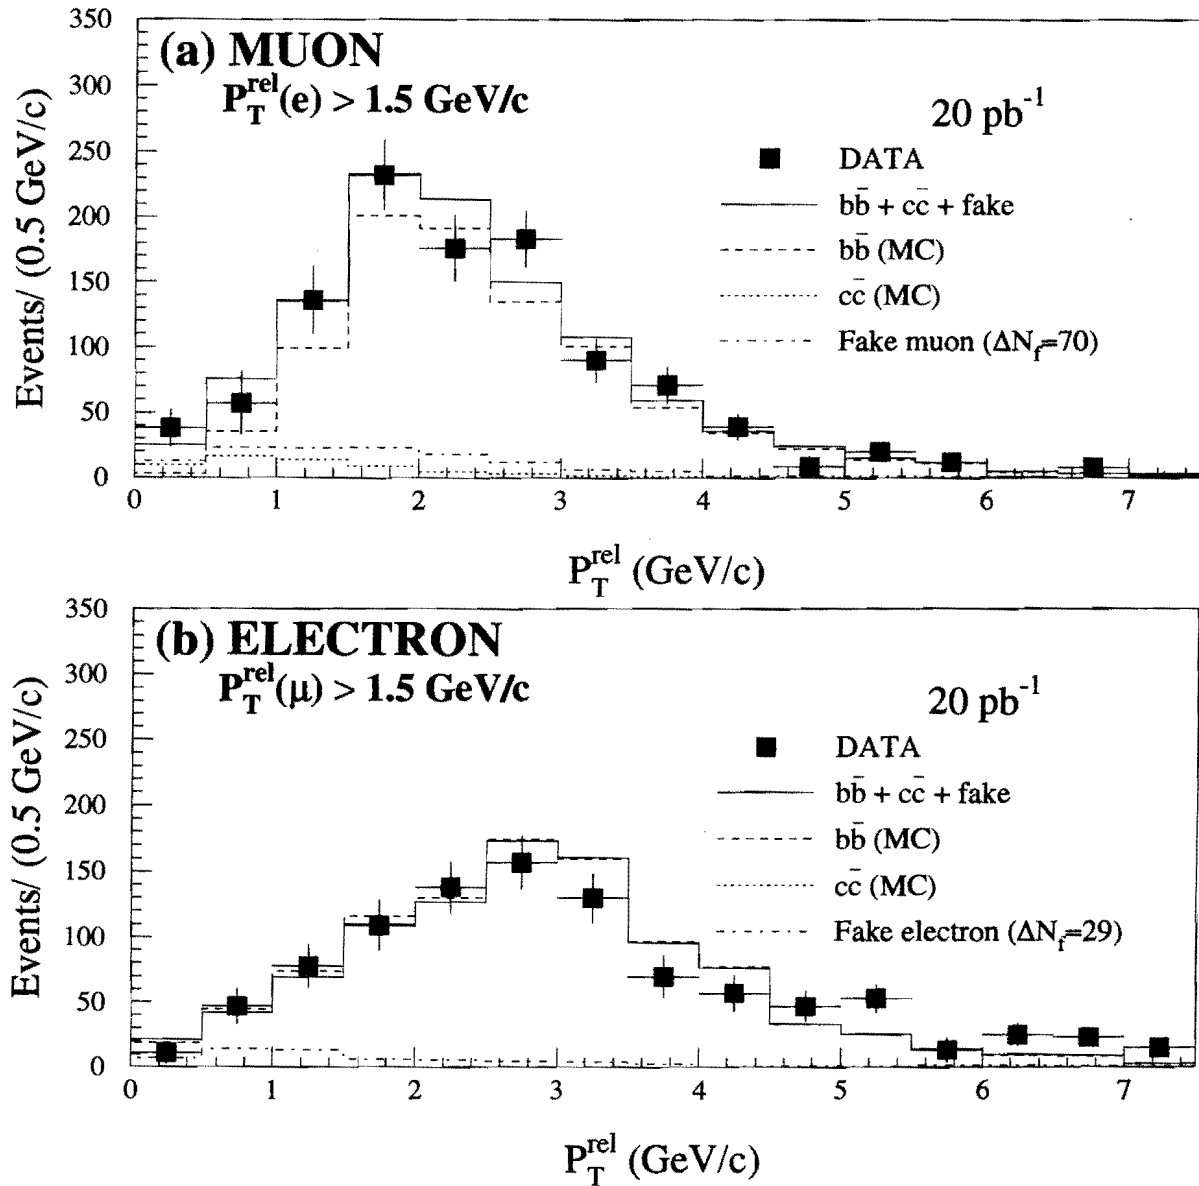 350
300
250
200
150
100
50
0
Events/ (0.5 GeV/c)
(a) MUON
P_T^rel(e) > 1.5 GeV/c
20 pb⁻¹
DATA
bb̄ + cc̄ + fake
bb̄ (MC)
cc̄ (MC)
Fake muon (ΔN_f=70)
0 1 2 3 4 5 6 7
P_T^rel (GeV/c)
350
300
250
200
150
100
50
0
Events/ (0.5 GeV/c)
(b) ELECTRON
P_T^rel(μ) > 1.5 GeV/c
20 pb⁻¹
DATA
bb̄ + cc̄ + fake
bb̄ (MC)
cc̄ (MC)
Fake electron (ΔN_f=29)
0 1 2 3 4 5 6 7
P_T^rel (GeV/c)